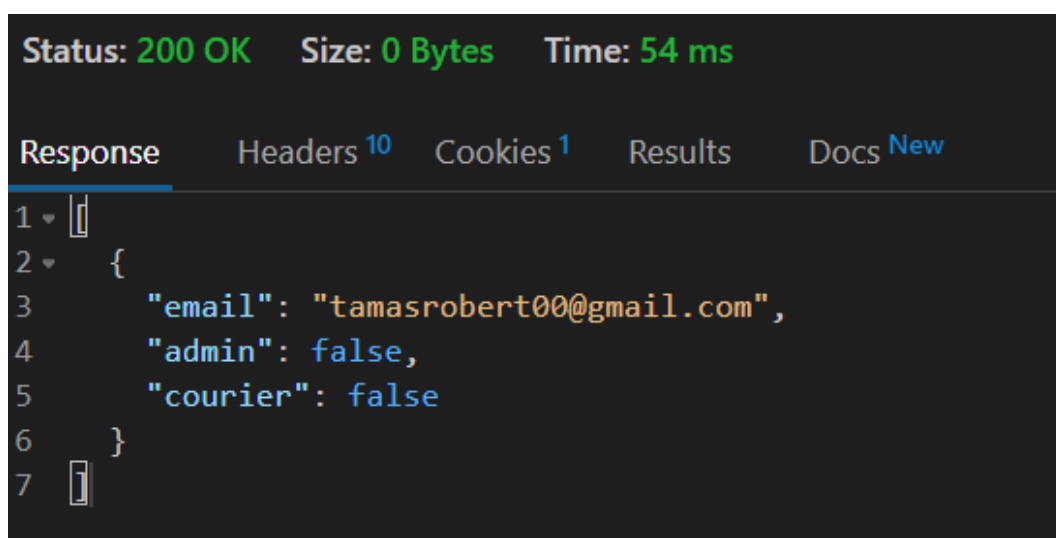 Status: 200 OK Size: 0 Bytes Time: 54 ms
Response Headers 10 Cookies 1 Results Docs New
1 [
2 {
3 "email": "tamasrobert00@gmail.com",
4 "admin": false,
5 "courier": false
6 }
7 ]